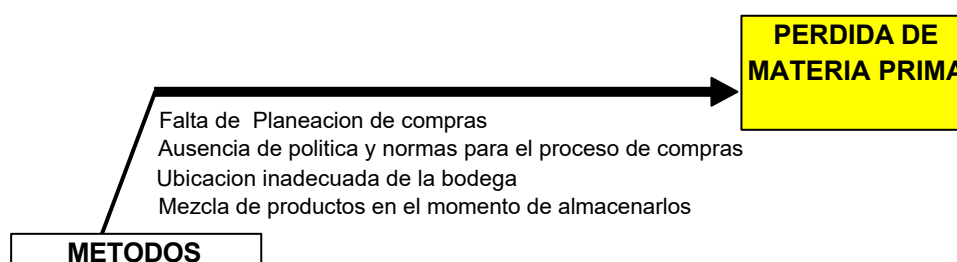 PERDIDA DE
MATERIA PRIMA
Falta de Planeacion de compras
Ausencia de politica y normas para el proceso de compras
Ubicacion inadecuada de la bodega
Mezcla de productos en el momento de almacenarlos
METODOS